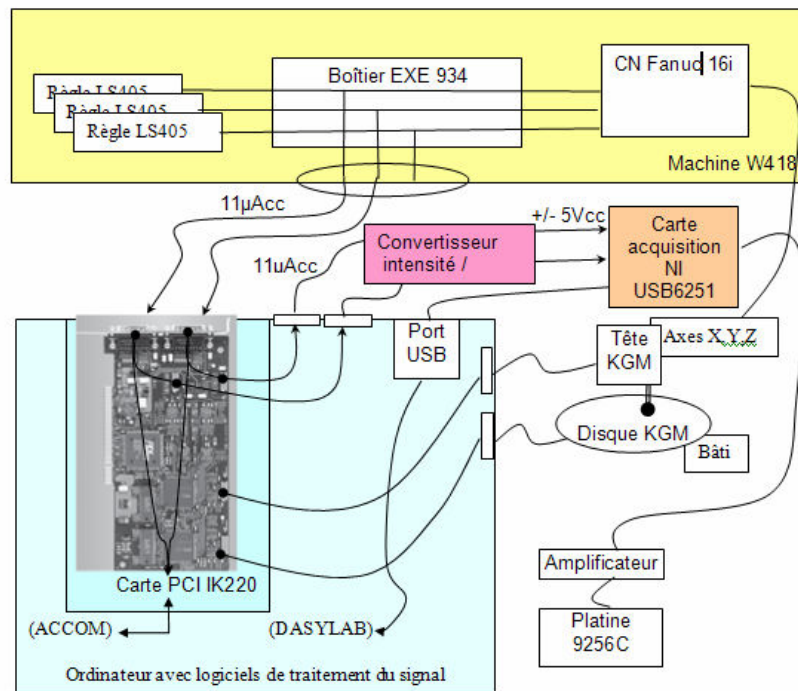 Boîtier EXE 934
CN Fanuc 16i
Règle LS405
Règle LS405
Règle LS405
Machine W418
11µAcc
+/- 5Vcc
11uAcc
Convertisseur
intensité /
Carte
acquisition
NI
USB6251
Port
USB
Tête
KGM
Axes X,Y,Z
Disque KGM
Bâti
Carte PCI IK220
(ACCOM)
(DASYLAB)
Amplificateur
Platine
9256C
Ordinateur avec logiciels de traitement du signal